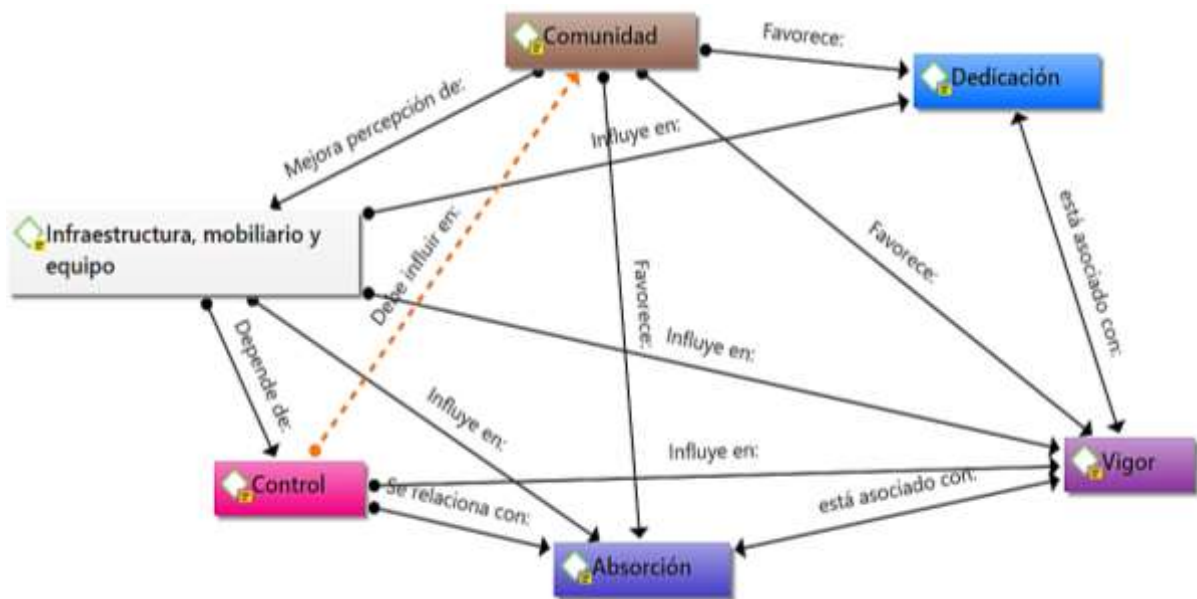 Comunidad
Favorece:
Dedicación
Mejora percepción de:
Influye en:
Infraestructura, mobiliario y
equipo
Debe influir en:
Favorece:
Favorece:
está asociado con:
Depende de:
Influye en:
Influye en:
Influye en:
Vigor
Control
Se relaciona con:
está asociado con:
Absorción